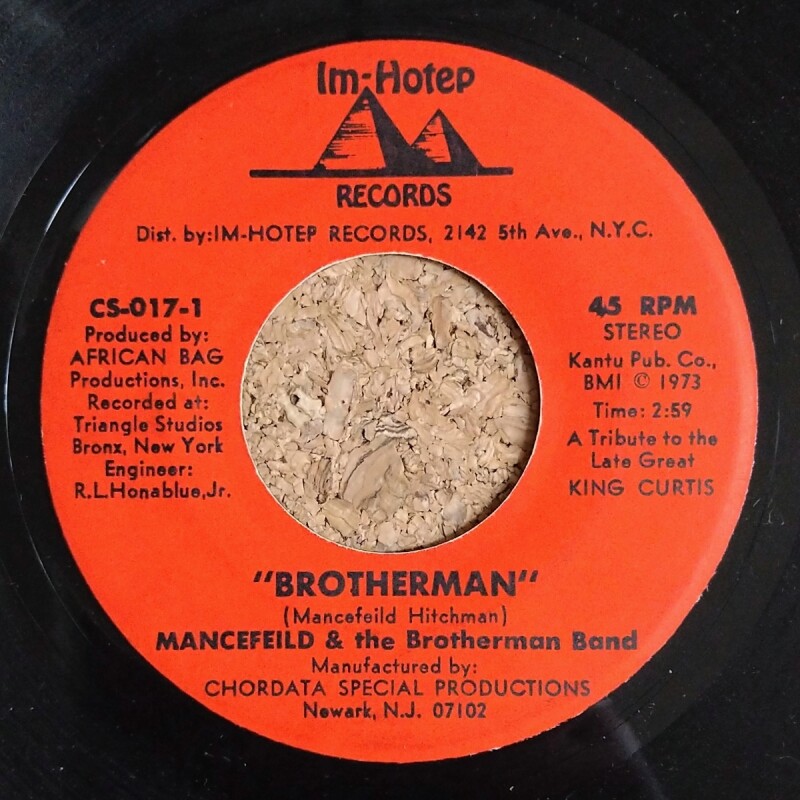 Im-Hotep
RECORDS
Dist. by:IM-HOTEP RECORDS, 2142 5th Ave., N.Y.C.
CS-017-1
Produced by:
AFRICAN BAG
Productions, Inc.
Recorded at:
Triangle Studios
Bronx, New York
Engineer:
R.L.Honablue,Jr.
45 RPM
STEREO
Kantu Pub. Co.,
BMI © 1973
Time: 2:59
A Tribute to the
Late Great
KING CURTIS
"BROTHERMAN"
(Mancefeild Hitchman)
MANCEFEILD & the Brotherman Band
Manufactured by:
CHORDATA SPECIAL PRODUCTIONS
Newark, N.J. 07102